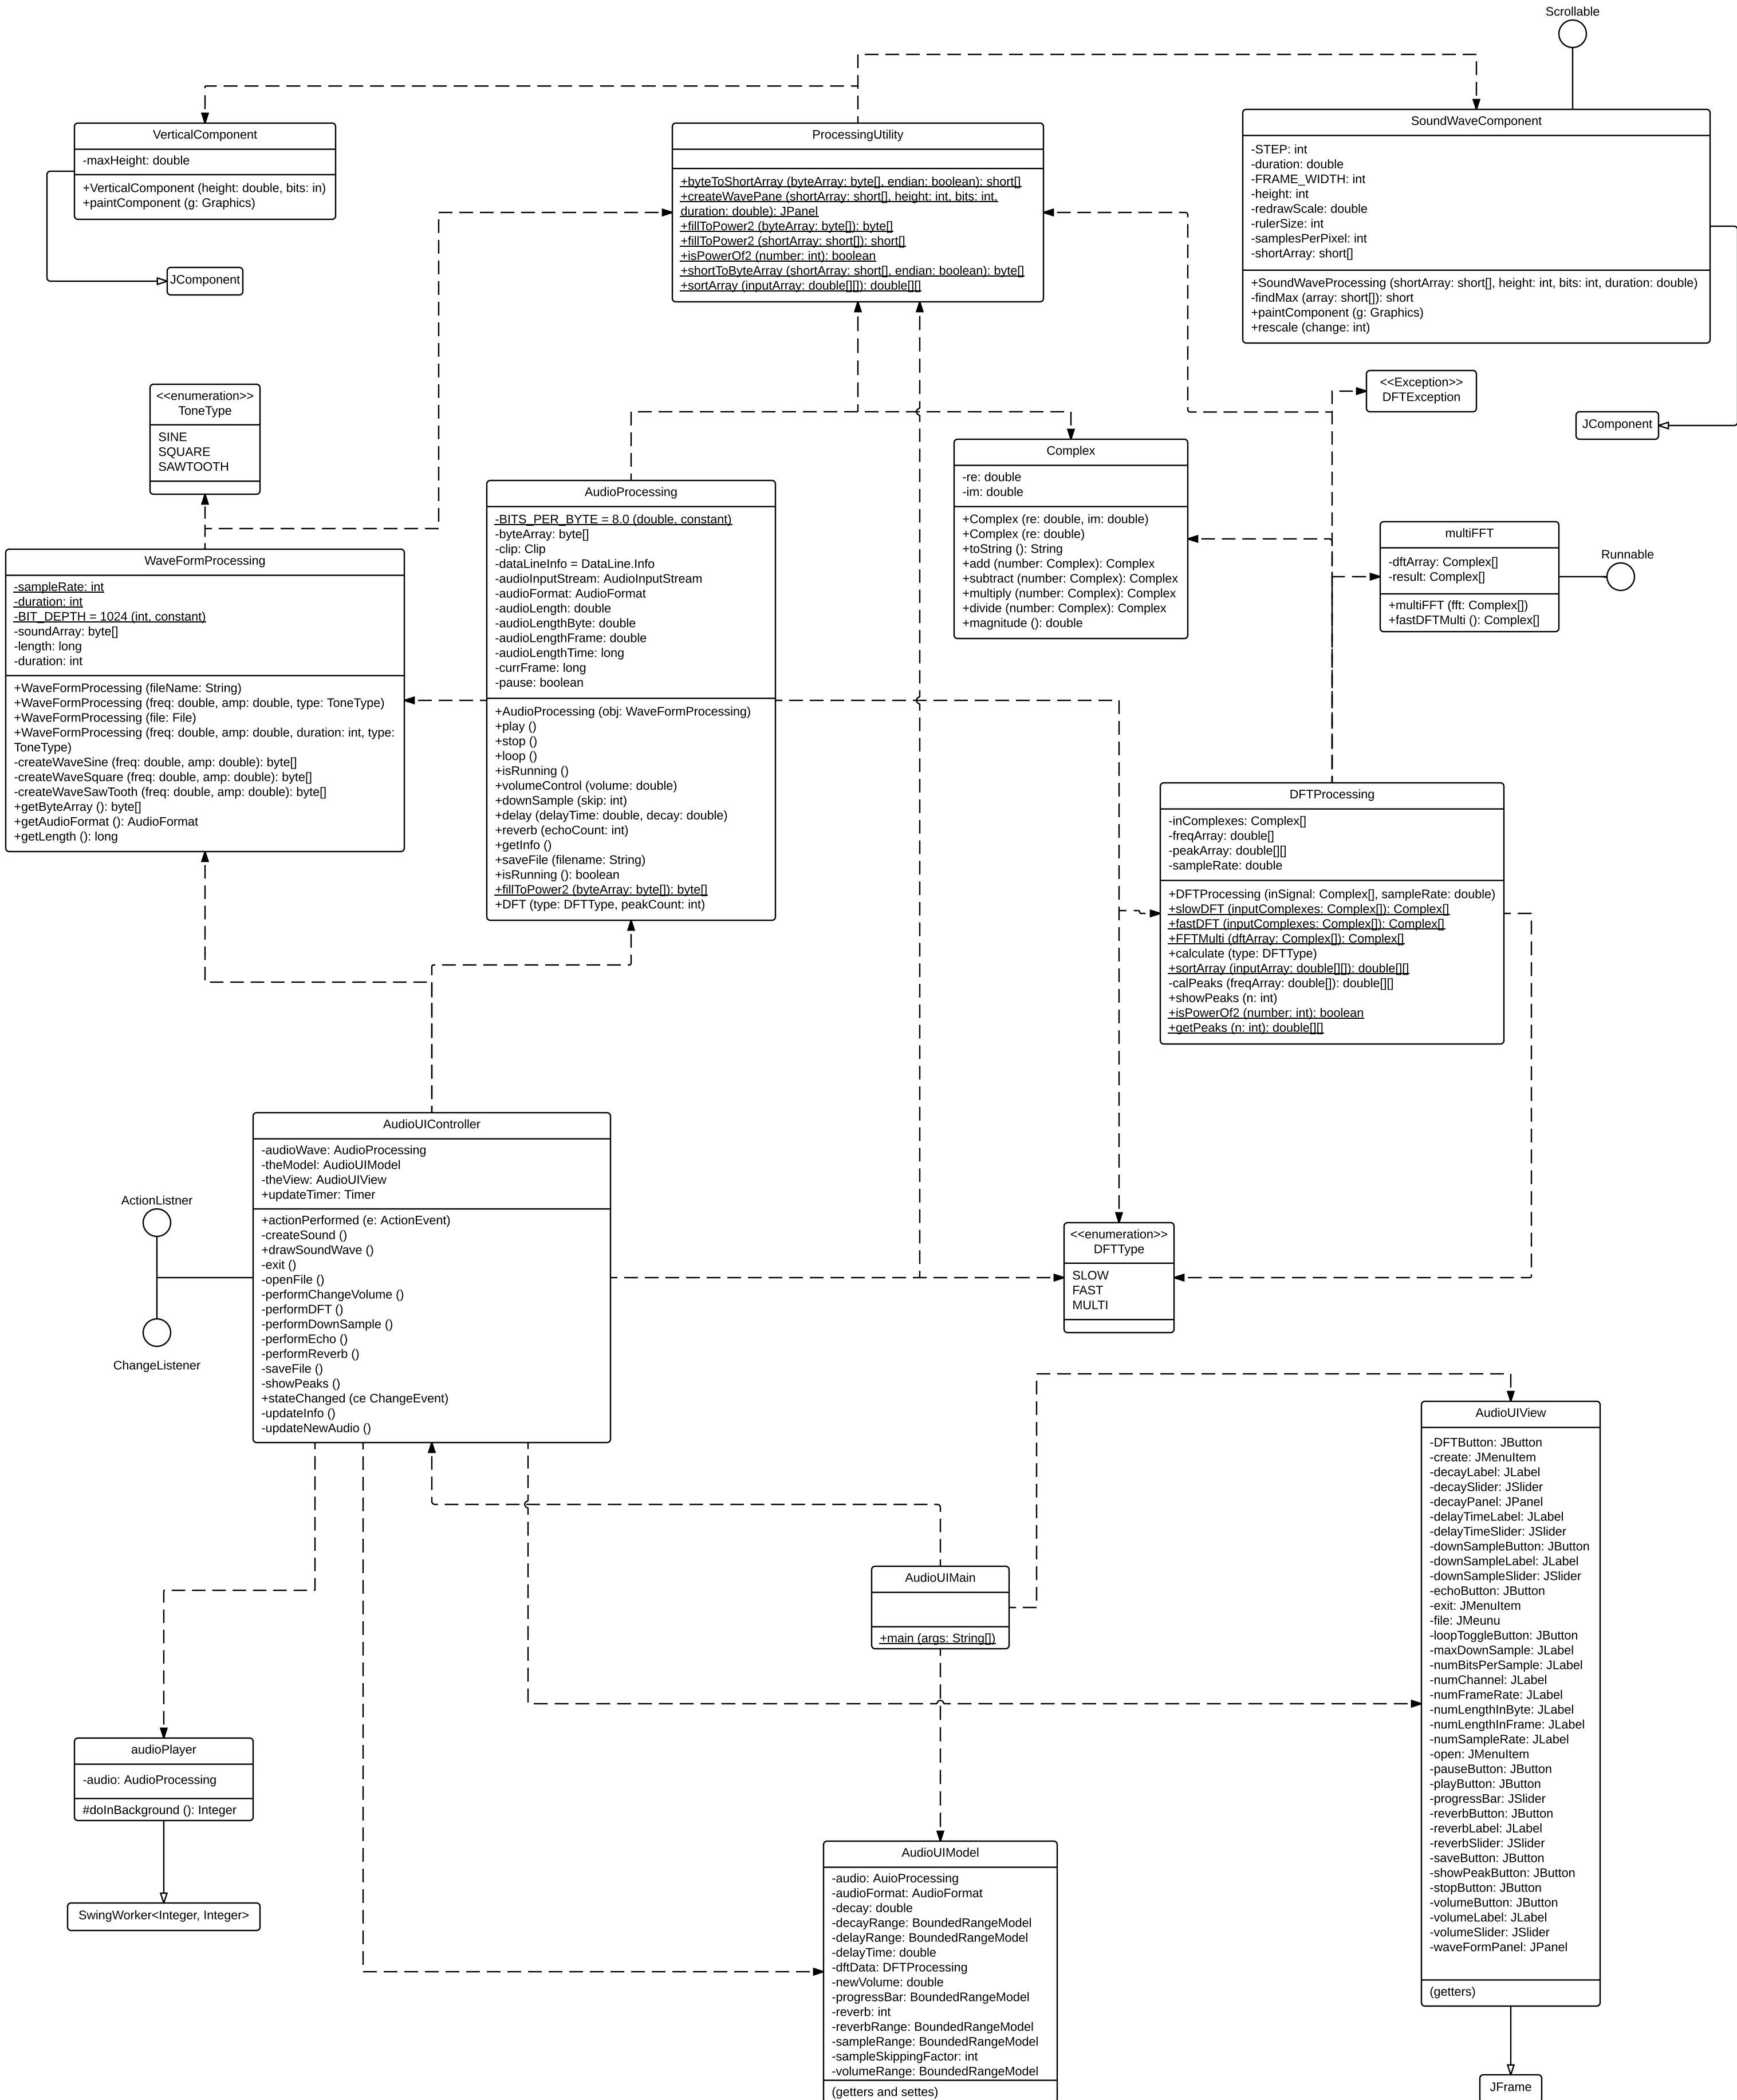 Scrollable
VerticalComponent
-maxHeight: double
+VerticalComponent (height: double, bits: in)
+paintComponent (g: Graphics)
JComponent
ProcessingUtility
+byteToShortArray (byteArray: byte[], endian: boolean): short[]
+createWavePane (shortArray: short[], height: int, bits: int,
duration: double): JPanel
+fillToPower2 (byteArray: byte[]): byte[]
+fillToPower2 (shortArray: short[]): short[]
+isPowerOf2 (number: int): boolean
+shortToByteArray (shortArray: short[], endian: boolean): byte[]
+sortArray (inputArray: double[][]): double[][]
SoundWaveComponent
-STEP: int
-duration: double
-FRAME_WIDTH: int
-height: int
-redrawScale: double
-rulerSize: int
-samplesPerPixel: int
-shortArray: short[]
+SoundWaveProcessing (shortArray: short[], height: int, bits: int, duration: double)
-findMax (array: short[]): short
+paintComponent (g: Graphics)
+rescale (change: int)
JComponent
<<Exception>>
DFTException
<<enumeration>>
ToneType
SINE
SQUARE
SAWTOOTH
WaveFormProcessing
-sampleRate: int
-duration: int
-BIT_DEPTH = 1024 (int, constant)
-soundArray: byte[]
-length: long
-duration: int
+WaveFormProcessing (fileName: String)
+WaveFormProcessing (freq: double, amp: double, type: ToneType)
+WaveFormProcessing (file: File)
+WaveFormProcessing (freq: double, amp: double, duration: int, type:
ToneType)
-createWaveSine (freq: double, amp: double): byte[]
-createWaveSquare (freq: double, amp: double): byte[]
-createWaveSawTooth (freq: double, amp: double): byte[]
+getByteArray (): byte[]
+getAudioFormat (): AudioFormat
+getLength (): long
AudioProcessing
-BITS_PER_BYTE = 8.0 (double, constant)
-byteArray: byte[]
-clip: Clip
-dataLineInfo = DataLine.Info
-audioInputStream: AudioInputStream
-audioFormat: AudioFormat
-audioLength: double
-audioLengthByte: double
-audioLengthFrame: double
-audioLengthTime: long
-currFrame: long
-pause: boolean
+AudioProcessing (obj: WaveFormProcessing)
+play ()
+stop ()
+loop ()
+isRunning ()
+volumeControl (volume: double)
+downSample (skip: int)
+delay (delayTime: double, decay: double)
+reverb (echoCount: int)
+getInfo ()
+saveFile (filename: String)
+isRunning (): boolean
+fillToPower2 (byteArray: byte[]): byte[]
+DFT (type: DFTType, peakCount: int)
Complex
-re: double
-im: double
+Complex (re: double, im: double)
+Complex (re: double)
+toString (): String
+add (number: Complex): Complex
+subtract (number: Complex): Complex
+multiply (number: Complex): Complex
+divide (number: Complex): Complex
+magnitude (): double
multiFFT
-dftArray: Complex[]
-result: Complex[]
+multiFFT (fft: Complex[])
+fastDFTMulti (): Complex[]
Runnable
DFTProcessing
-inComplexes: Complex[]
-freqArray: double[]
-peakArray: double[][]
-sampleRate: double
+DFTProcessing (inSignal: Complex[], sampleRate: double)
+slowDFT (inputComplexes: Complex[]): Complex[]
+fastDFT (inputComplexes: Complex[]): Complex[]
+FFTMulti (dftArray: Complex[]): Complex[]
+calculate (type: DFTType)
+sortArray (inputArray: double[][]): double[][]
-calPeaks (freqArray: double[]): double[][]
+showPeaks (n: int)
+isPowerOf2 (number: int): boolean
+getPeaks (n: int): double[][]
AudioUIController
-audioWave: AudioProcessing
-theModel: AudioUIModel
-theView: AudioUIView
+updateTimer: Timer
+actionPerformed (e: ActionEvent)
-createSound ()
+drawSoundWave ()
-exit ()
-openFile ()
-performChangeVolume ()
-performDFT ()
-performDownSample ()
-performEcho ()
-performReverb ()
-saveFile ()
-showPeaks ()
+stateChanged (ce ChangeEvent)
-updateInfo ()
-updateNewAudio ()
ActionListner
ChangeListener
<<enumeration>>
DFTType
SLOW
FAST
MULTI
AudioUIMain
+main (args: String[])
AudioUIView
-DFTButton: JButton
-create: JMenuItem
-decayLabel: JLabel
-decaySlider: JSlider
-decayPanel: JPanel
-delayTimeLabel: JLabel
-delayTimeSlider: JSlider
-downSampleButton: JButton
-downSampleLabel: JLabel
-downSampleSlider: JSlider
-echoButton: JButton
-exit: JMenuItem
-file: JMeunu
-loopToggleButton: JButton
-maxDownSample: JLabel
-numBitsPerSample: JLabel
-numChannel: JLabel
-numFrameRate: JLabel
-numLengthInByte: JLabel
-numLengthInFrame: JLabel
-numSampleRate: JLabel
-open: JMenuItem
-pauseButton: JButton
-playButton: JButton
-progressBar: JSlider
-reverbButton: JButton
-reverbLabel: JLabel
-reverbSlider: JSlider
-saveButton: JButton
-showPeakButton: JButton
-stopButton: JButton
-volumeButton: JButton
-volumeLabel: JLabel
-volumeSlider: JSlider
-waveFormPanel: JPanel
(getters)
JFrame
audioPlayer
-audio: AudioProcessing
#doInBackground (): Integer
SwingWorker<Integer, Integer>
AudioUIModel
-audio: AuioProcessing
-audioFormat: AudioFormat
-decay: double
-decayRange: BoundedRangeModel
-delayRange: BoundedRangeModel
-delayTime: double
-dftData: DFTProcessing
-newVolume: double
-progressBar: BoundedRangeModel
-reverb: int
-reverbRange: BoundedRangeModel
-sampleRange: BoundedRangeModel
-sampleSkippingFactor: int
-volumeRange: BoundedRangeModel
(getters and settes)